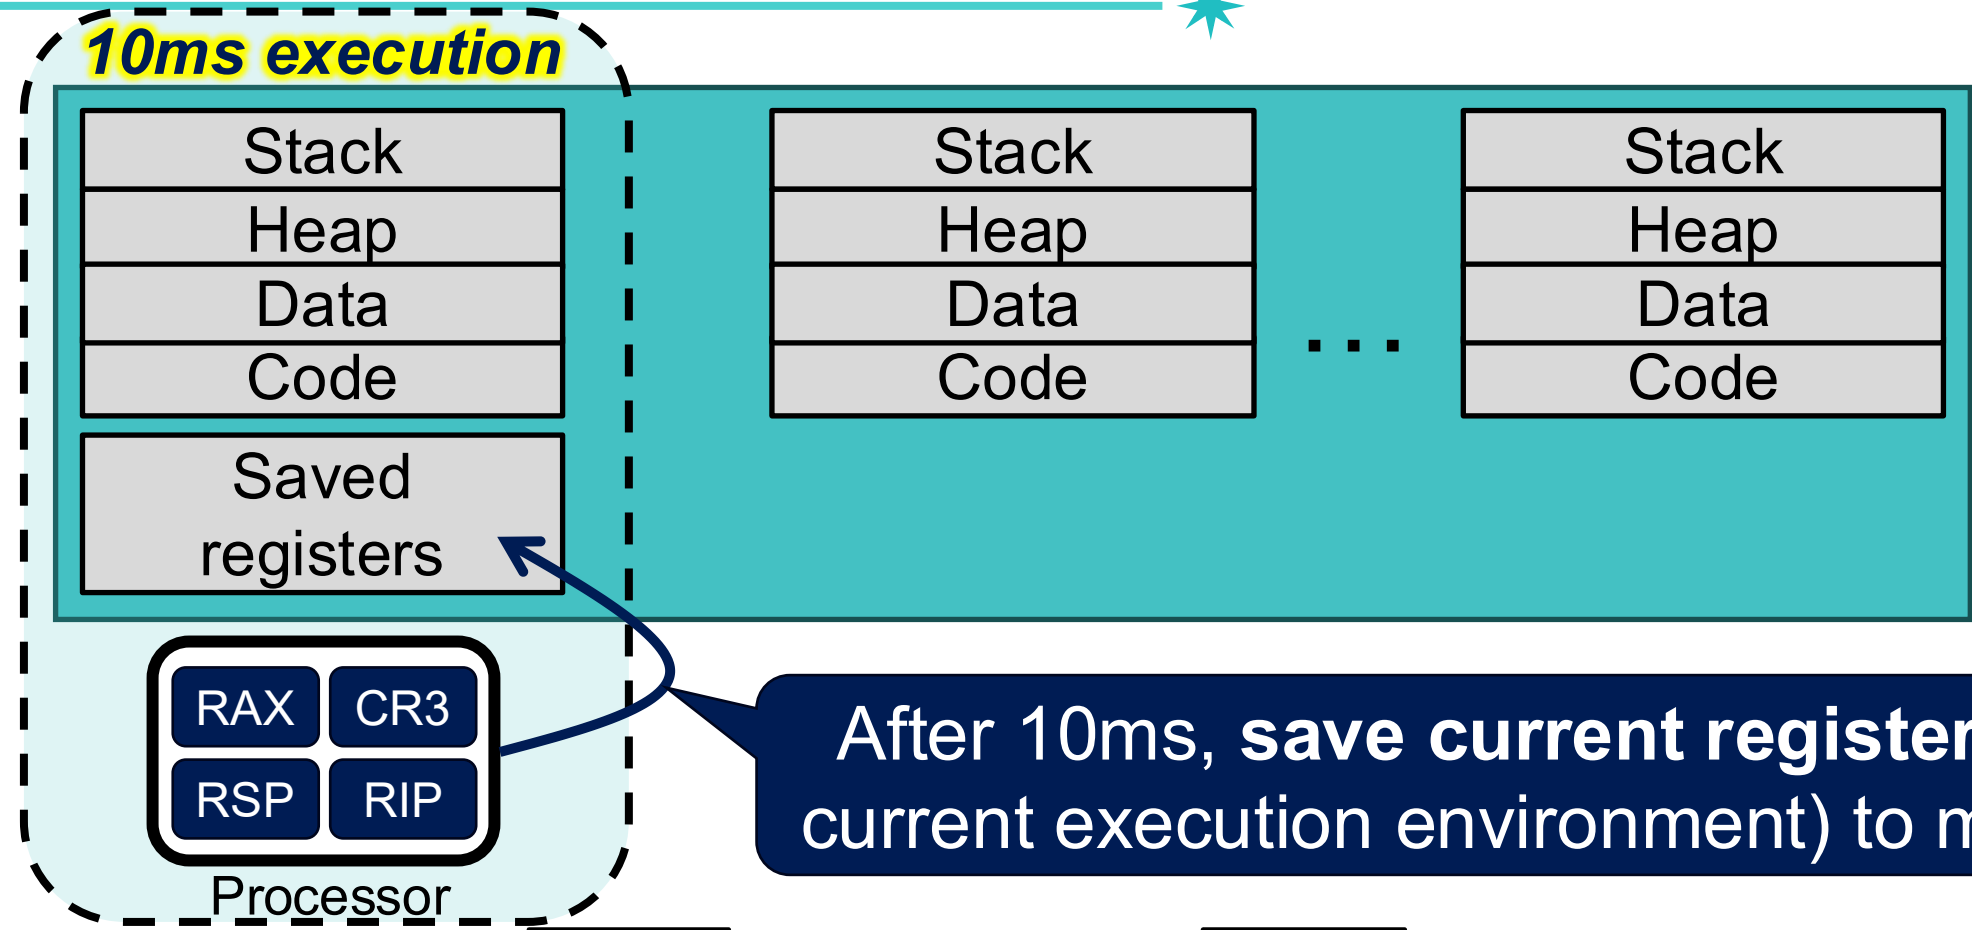 10ms execution
Stack
Heap
Data
Code
Saved
registers
RAX
CR3
RSP
RIP
Processor
Stack
Heap
Data
Code
...
Stack
Heap
Data
Code
After 10ms, save current register
current execution environment) to